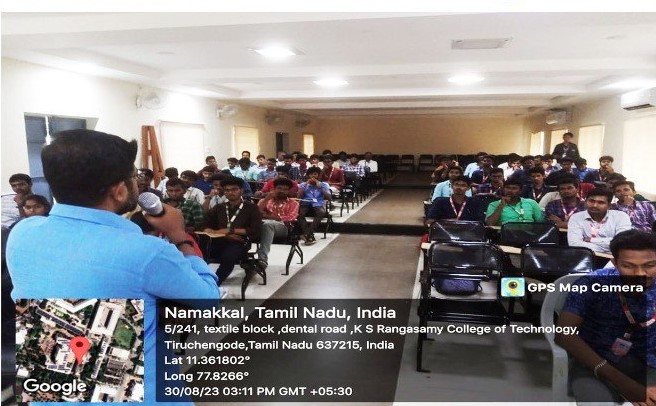 GPS Map Camera
Namakkal, Tamil Nadu, India
5/241, textile block ,dental road ,K S Rangasamy College of Technology,
Tiruchengode,Tamil Nadu 637215, India
Lat 11.361802°
Long 77.8266°
30/08/23 03:11 PM GMT +05:30
Google